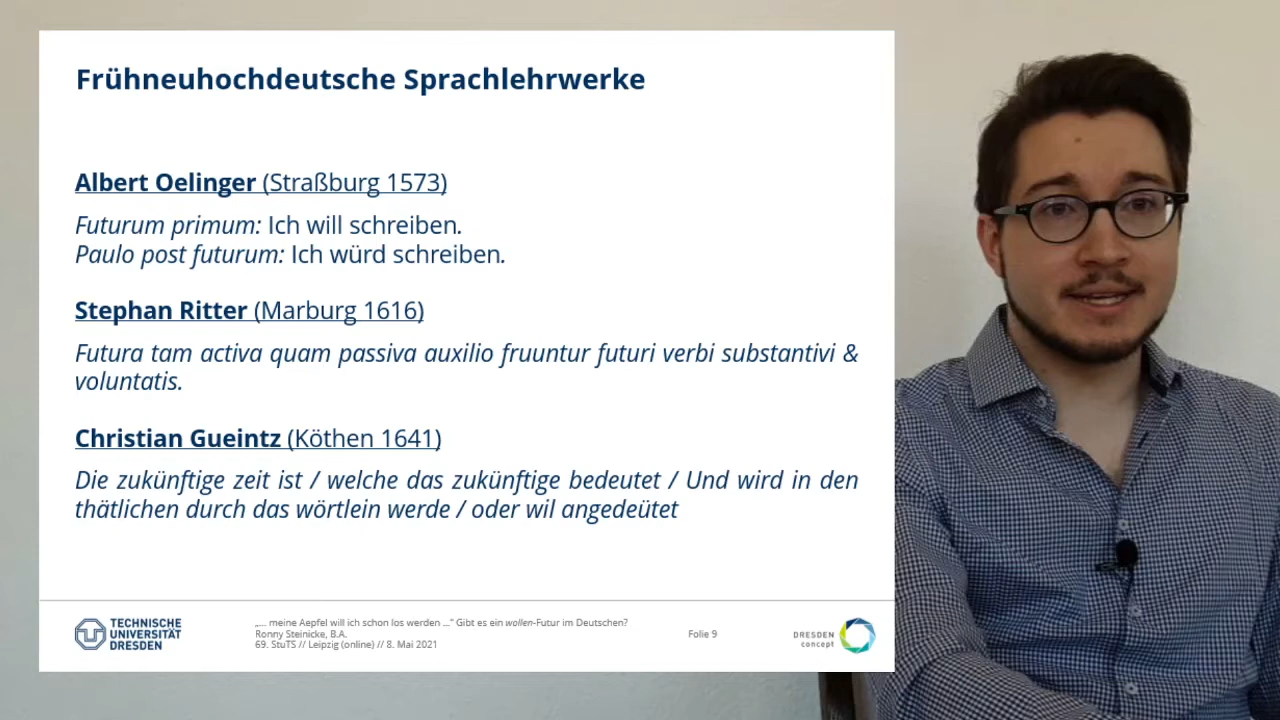 Frühneuhochdeutsche Sprachlehrwerke
Albert Oelinger (Straßburg 1573)
Futurum primum: Ich will schreiben.
Paulo post futurum: Ich würd schreiben.
Stephan Ritter (Marburg 1616)
Futura tam activa quam passiva auxilio fruuntur futuri verbi substantivi &
voluntatis.
Christian Gueintz (Köthen 1641)
Die zukünftige zeit ist / welche das zukünftige bedeutet / Und wird in den
thätlichen durch das wörtlein werde / oder wil angedeütet
TECHNISCHE
UNIVERSITÄT
DRESDEN
„... meine Aepfel will ich schon los werden ...“ Gibt es ein wollen-Futur im Deutschen?
Ronny Steinicke, B.A.
69. StuTS // Leipzig (online) // 8. Mai 2021
Folie 9
DRESDEN
concept